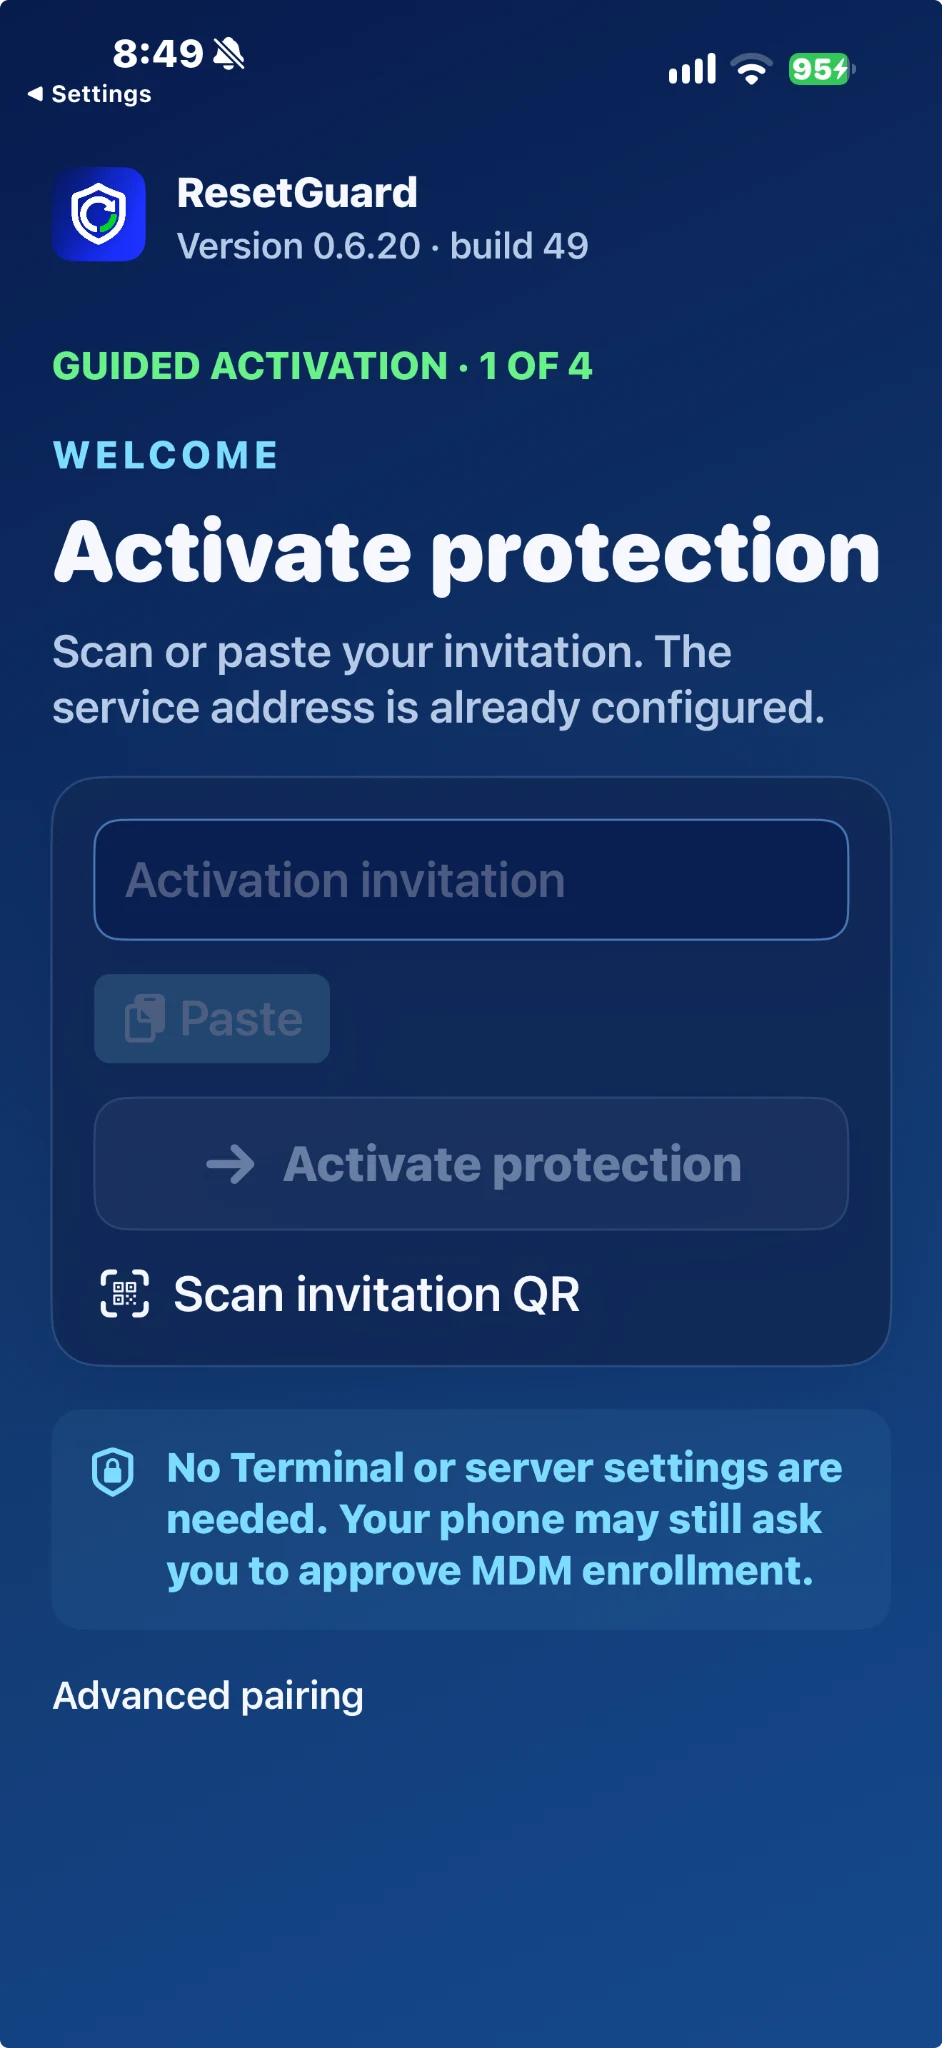 8:49
95
Settings
ResetGuard
Version 0.6.20 · build 49
GUIDED ACTIVATION · 1 OF 4
WELCOME
Activate protection
Scan or paste your invitation. The
service address is already configured.
Activation invitation
Paste
Activate protection
Scan invitation QR
No Terminal or server settings are
needed. Your phone may still ask
you to approve MDM enrollment.
Advanced pairing